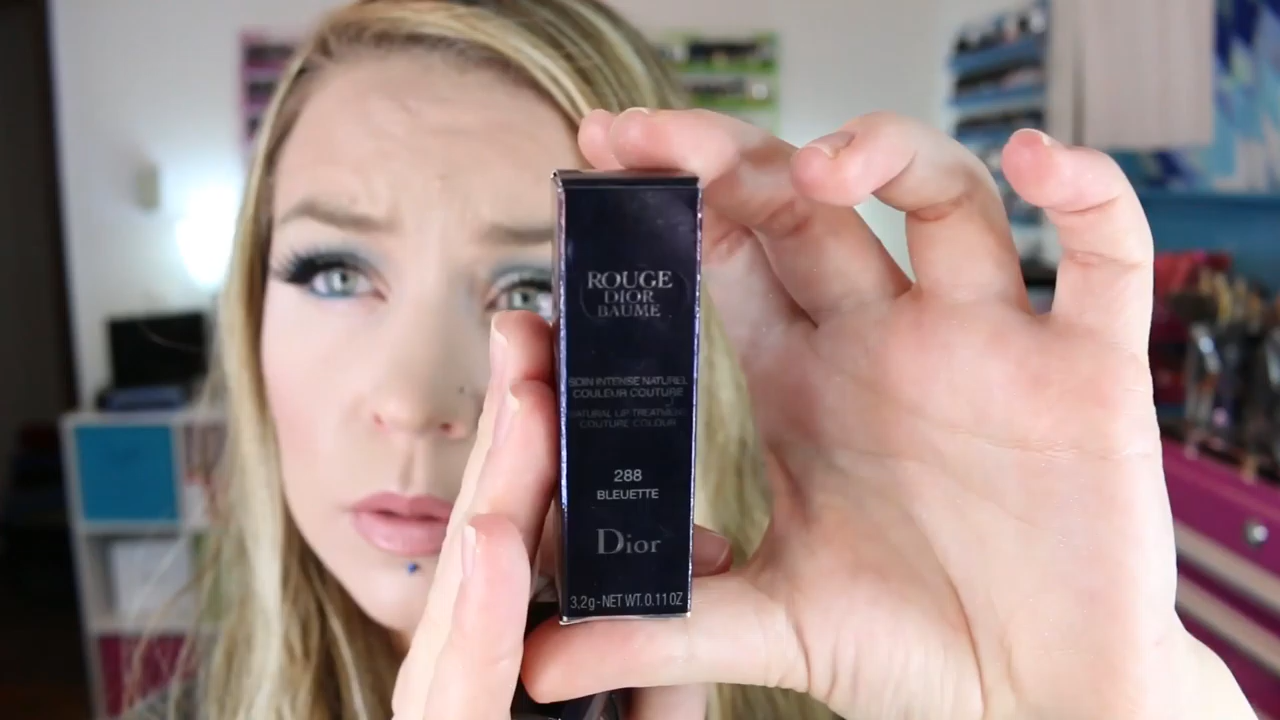 ROUGE
DIOR
BAUME
SOIN INTENSE NATUREL
COULEUR COUTURE
NATURAL LIP TREATMENT
COUTURE COLOUR
288
BLEUETTE
Dior
3,2g - NET WT. 0.11 OZ